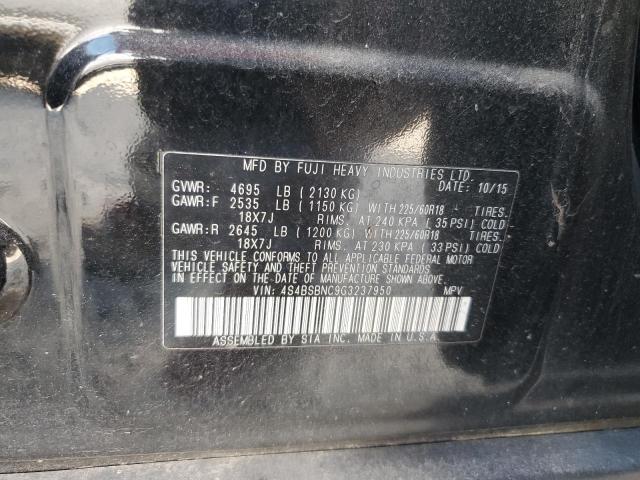 MFD BY FUJI HEAVY INDUSTRIES LTD.
GVWR: 4695 LB ( 2130 KG) DATE: 10/15
GAWR:F 2535 LB ( 1150 KG) WITH 225/60R18 TIRES.
18X7J RIMS. AT 240 KPA ( 35 PSI) COLD
GAWR:R 2645 LB ( 1200 KG) WITH 225/60R18 TIRES.
18X7J RIMS. AT 230 KPA ( 33 PSI) COLD
THIS VEHICLE CONFORMS TO ALL APPLICABLE FEDERAL MOTOR
VEHICLE SAFETY AND THEFT PREVENTION STANDARDS
IN EFFECT ON THE DATE OF MANUFACTURE SHOWN ABOVE.
VIN: 4S4BSBNC9G3237950 MPV
ASSEMBLED BY SIA INC. MADE IN U.S.A.